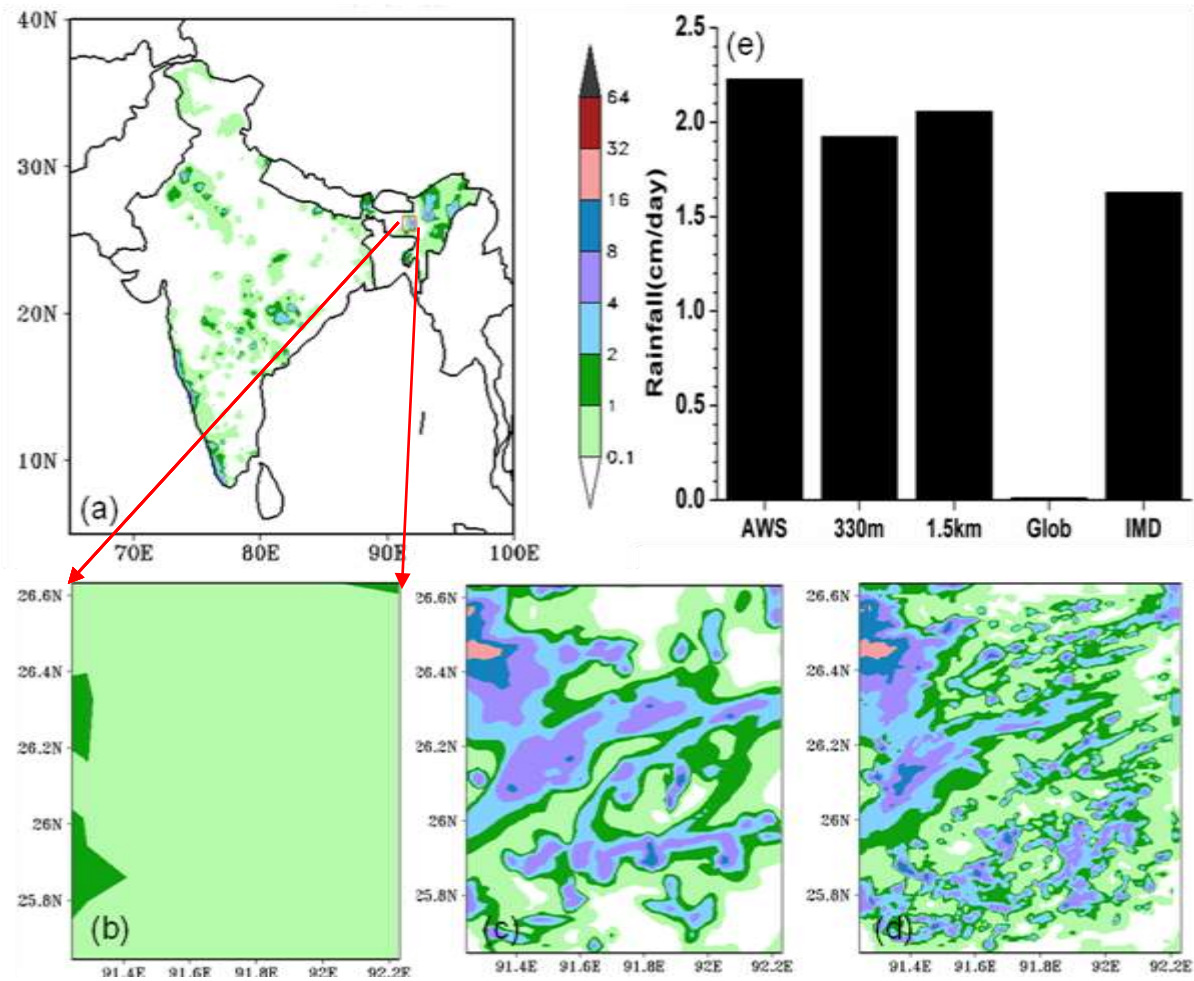 40N
30N
20N
10N
(a)
70E 80E 90E 100E
64
32
16
8
4
2
1
0.1
(e)
Rainfall(cm/day)
2.5
2.0
1.5
1.0
0.5
0.0
AWS 330m 1.5km Glob IMD
26.6N
26.4N
26.2N
26N
25.8N
(b)
91.4E 91.6E 91.8E 92E 92.2E
26.6N
26.4N
26.2N
26N
25.8N
(c)
91.4E 91.6E 91.8E 92E 92.2E
26.6N
26.4N
26.2N
26N
25.8N
(d)
91.4E 91.6E 91.8E 92E 92.2E